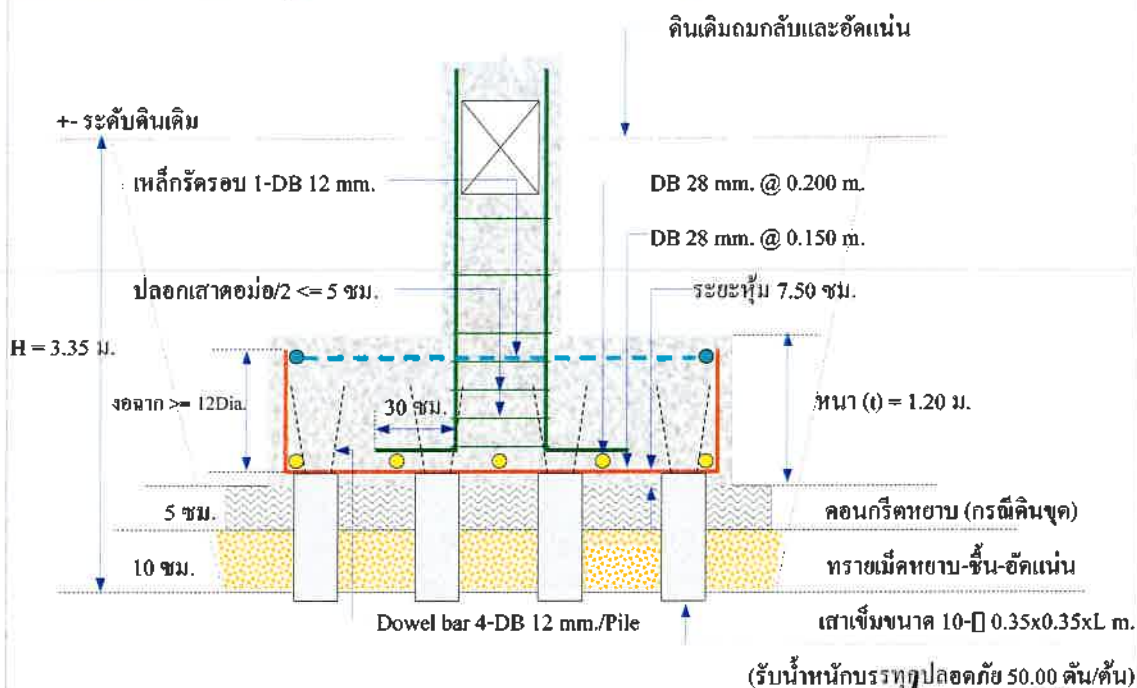 ดินเดิมถมกลับและอัดแน่น
+- ระดับดินเดิม
เหล็กรัดรอบ 1-DB 12 mm.
DB 28 mm. @ 0.200 m.
DB 28 mm. @ 0.150 m.
ปลอกเสาตอม่อ/2 <= 5 ซม.
ระยะหุ้ม 7.50 ซม.
H = 3.35 ม.
งอฉาก >= 12Dia.
30 ซม.
หนา (t) = 1.20 ม.
5 ซม.
คอนกรีตหยาบ (กรณีดินขุด)
10 ซม.
ทรายเม็ดหยาบ-ชื้น-อัดแน่น
Dowel bar 4-DB 12 mm./Pile
เสาเข็มขนาด 10-[] 0.35x0.35xL m.
(รับน้ำหนักบรรทุกปลอดภัย 50.00 ตัน/ต้น)